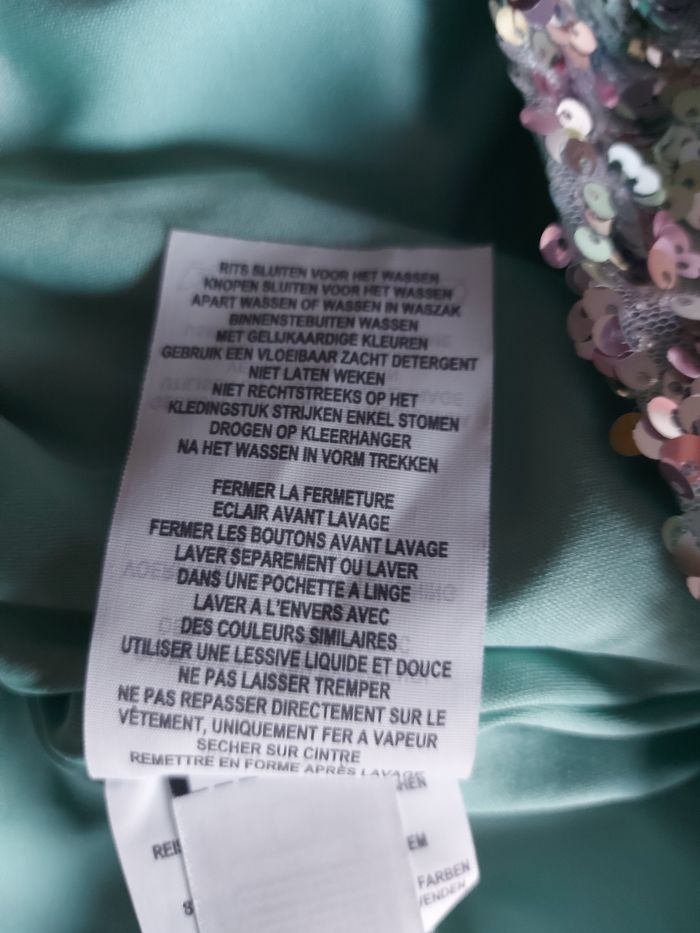 RITS SLUITEN VOOR HET WASSEN
KNOPEN SLUITEN VOOR HET WASSEN
APART WASSEN OF WASSEN IN WASZAK
BINNENSTEBUITEN WASSEN
MET GELIJKAARDIGE KLEUREN
GEBRUIK EEN VLOEIBAAR ZACHT DETERGENT
NIET LATEN WEKEN
NIET RECHTSTREEKS OP HET
KLEDINGSTUK STRIJKEN ENKEL STOMEN
DROGEN OP KLEERHANGER
NA HET WASSEN IN VORM TREKKEN
FERMER LA FERMETURE
ECLAIR AVANT LAVAGE
FERMER LES BOUTONS AVANT LAVAGE
LAVER SEPAREMENT OU LAVER
DANS UNE POCHETTE A LINGE
LAVER A L'ENVERS AVEC
DES COULEURS SIMILAIRES
UTILISER UNE LESSIVE LIQUIDE ET DOUCE
NE PAS LAISSER TREMPER
NE PAS REPASSER DIRECTEMENT SUR LE
VÊTEMENT, UNIQUEMENT FER A VAPEUR
SECHER SUR CINTRE
REMETTRE EN FORME APRÈS LAVAGE
FARBEN